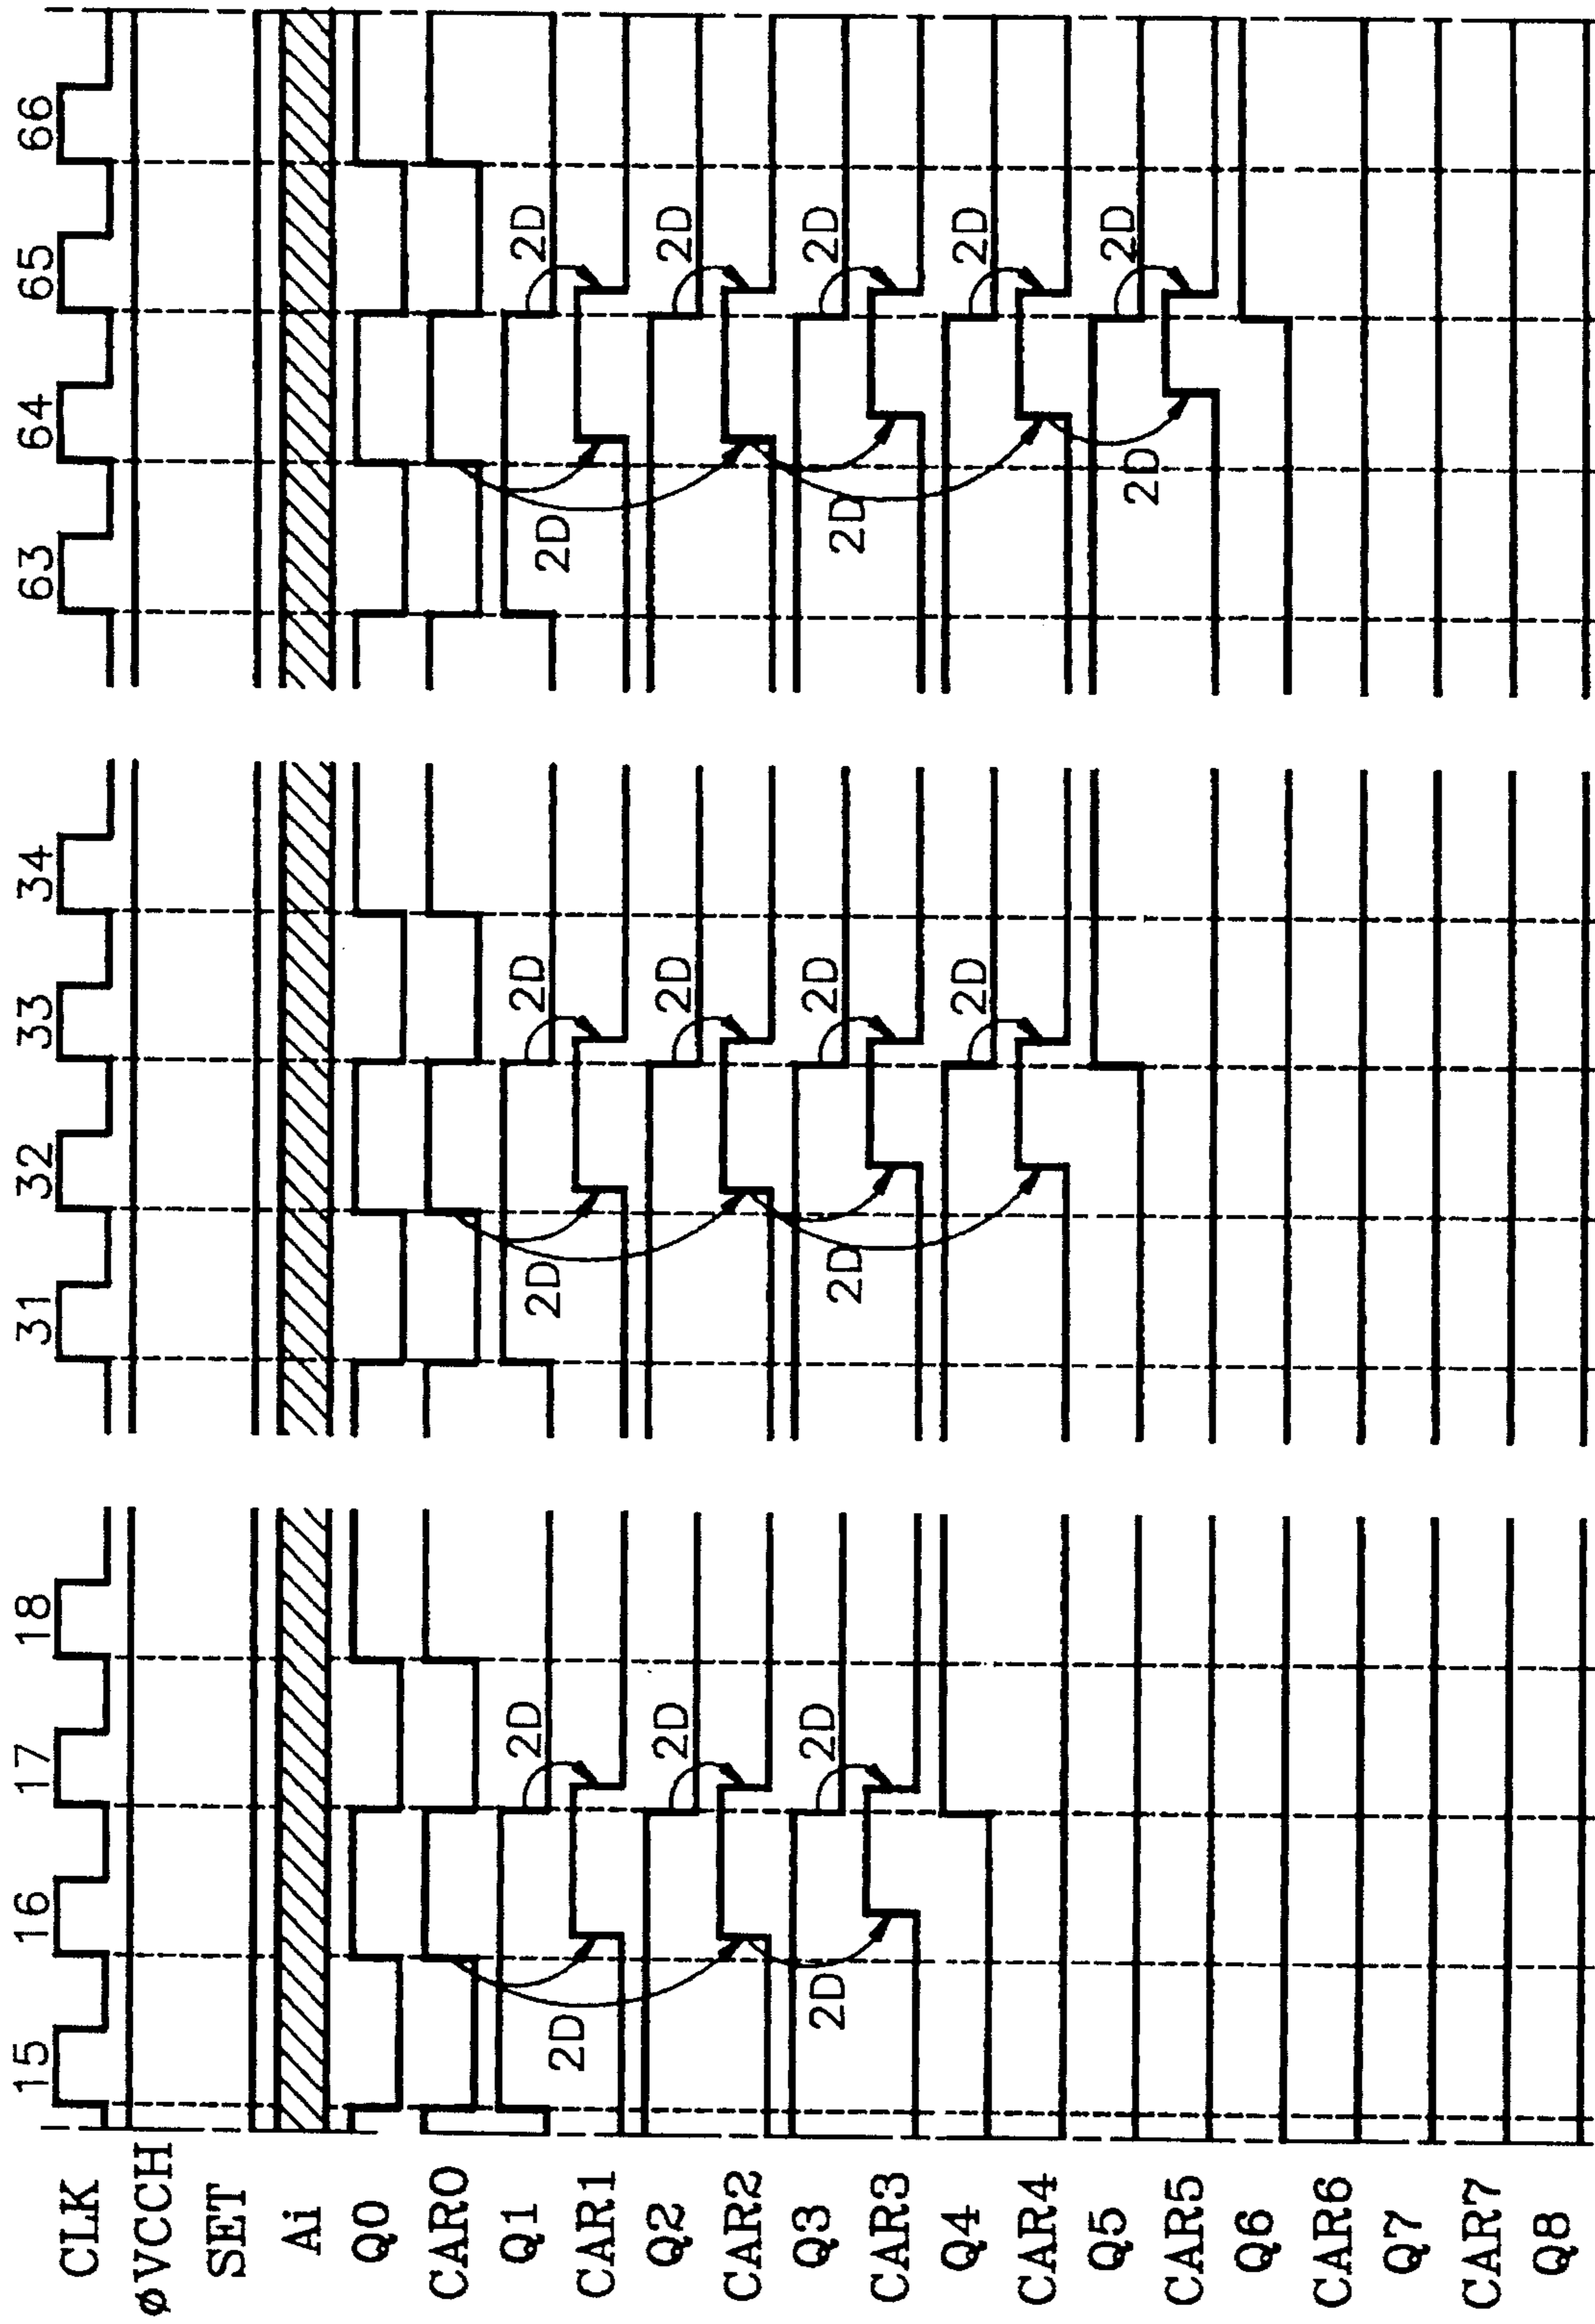 15 16 17 18 31 32 33 34 63 64 65 66
CLK
øVCCH
SET
Ai
Q0
CAR0
Q1 2D 2D 2D
CAR1 2D 2D 2D
Q2 2D 2D 2D
CAR2
Q3 2D 2D 2D
CAR3 2D 2D 2D
Q4 2D 2D
CAR4
Q5 2D
CAR5 2D
Q6
CAR6
Q7
CAR7
Q8